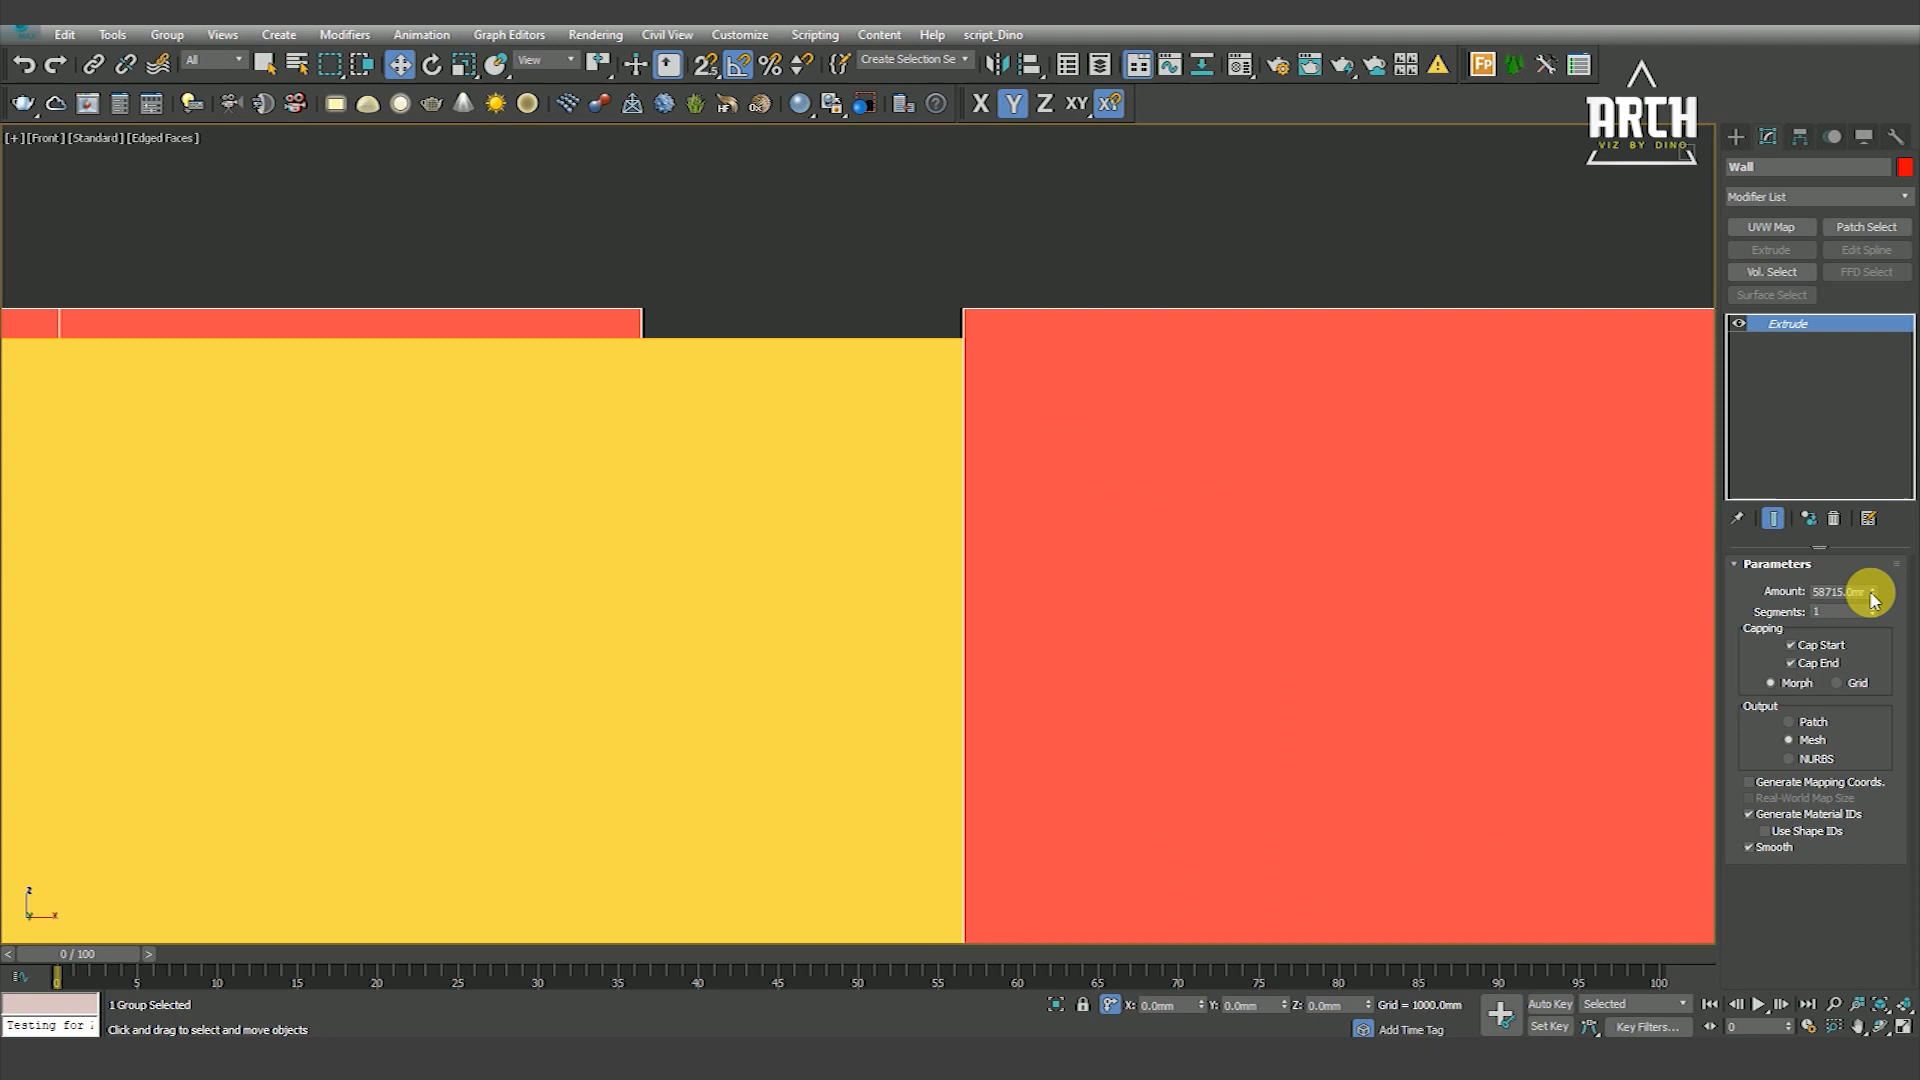 Edit Tools Group Views Create Modifiers Animation Graph Editors Rendering Civil View Customize Scripting Content Help script_Dino
All View Create Selection Se
X Y Z XY XY
ARCH
VIZ BY DINO
[+] [Front] [Standard] [Edged Faces]
Wall
Modifier List
UVW Map Patch Select
Extrude Edit Spline
Vol. Select FFD Select
Surface Select
Extrude
Parameters
Amount: 58715.0mr
Segments: 1
Capping
Cap Start
Cap End
Morph Grid
Output
Patch
Mesh
NURBS
Generate Mapping Coords.
Real-World Map Size
Generate Material IDs
Use Shape IDs
Smooth
z
x
< 0 / 100 >
0 5 10 15 20 25 30 35 40 45 50 55 60 65 70 75 80 85 90 95 100
1 Group Selected
X: 0.0mm Y: 0.0mm Z: 0.0mm Grid = 1000.0mm
Auto Key Selected
Testing for
Click and drag to select and move objects
Add Time Tag
Set Key Key Filters...
0